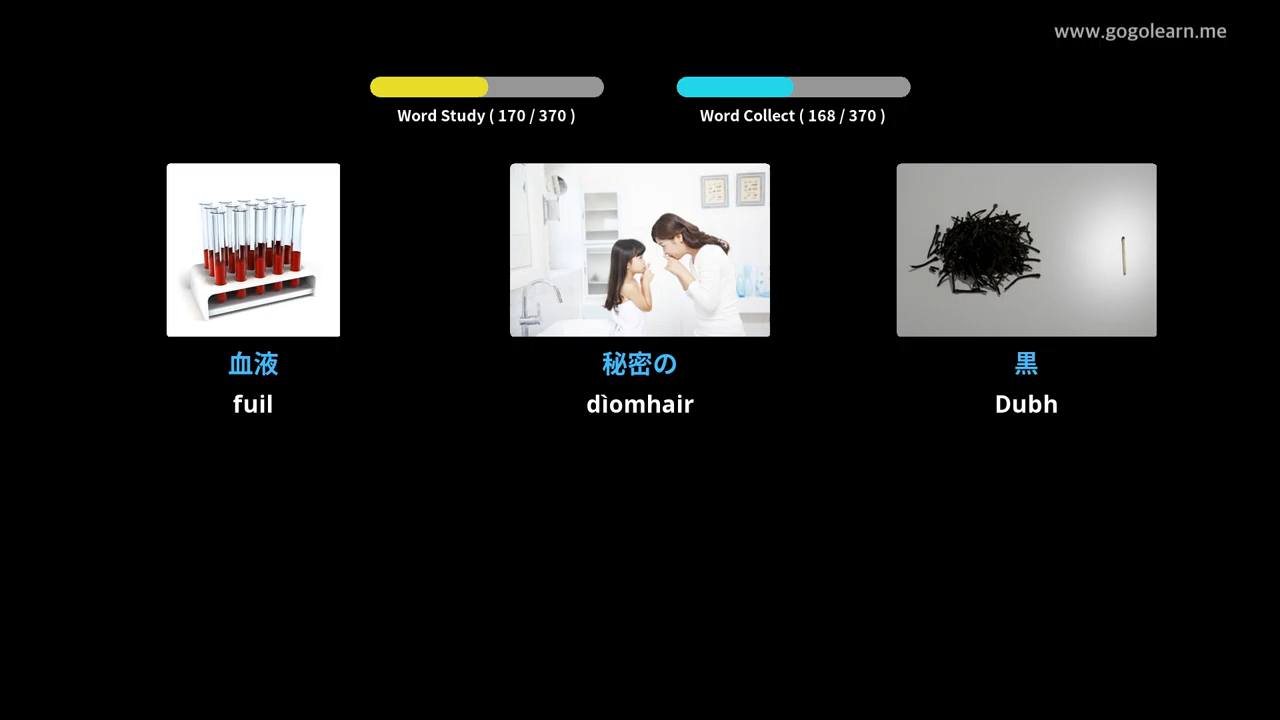 www.gogolearn.me
Word Study ( 170 / 370 )
Word Collect ( 168 / 370 )
血液
fuil
秘密の
dìomhair
黒
Dubh